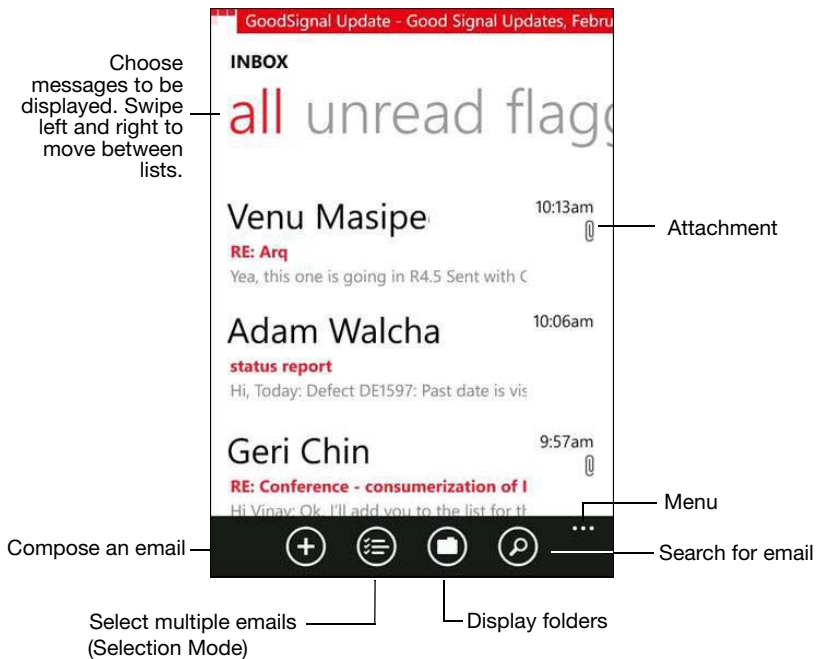 GoodSignal Update - Good Signal Updates, Febru
Choose
messages to be
displayed. Swipe
left and right to
move between
lists.
INBOX
all unread flagg
Venu Masipe
10:13am
RE: Arq
Yea, this one is going in R4.5 Sent with C
Attachment
Adam Walcha
10:06am
status report
Hi, Today: Defect DE1597: Past date is vis
Geri Chin
9:57am
RE: Conference - consumerization of I
Hi Vinay: Ok, I'll add you to the list for th
Menu
Compose an email
Search for email
Select multiple emails
(Selection Mode)
Display folders